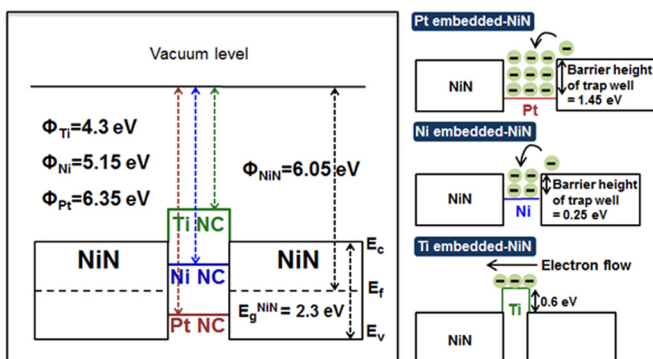 Vacuum level
Φ_Ti=4.3 eV
Φ_Ni=5.15 eV
Φ_Pt=6.35 eV
Φ_NiN=6.05 eV
Ti NC
NiN
Ni NC
NiN
Pt NC
E_c
E_f
E_g^NiN = 2.3 eV
E_v
Pt embedded-NiN
NiN
Pt
Barrier height
of trap well
= 1.45 eV
Ni embedded-NiN
NiN
Ni
Barrier height
of trap well
= 0.25 eV
Ti embedded-NiN
Electron flow
Ti
0.6 eV
NiN
NiN